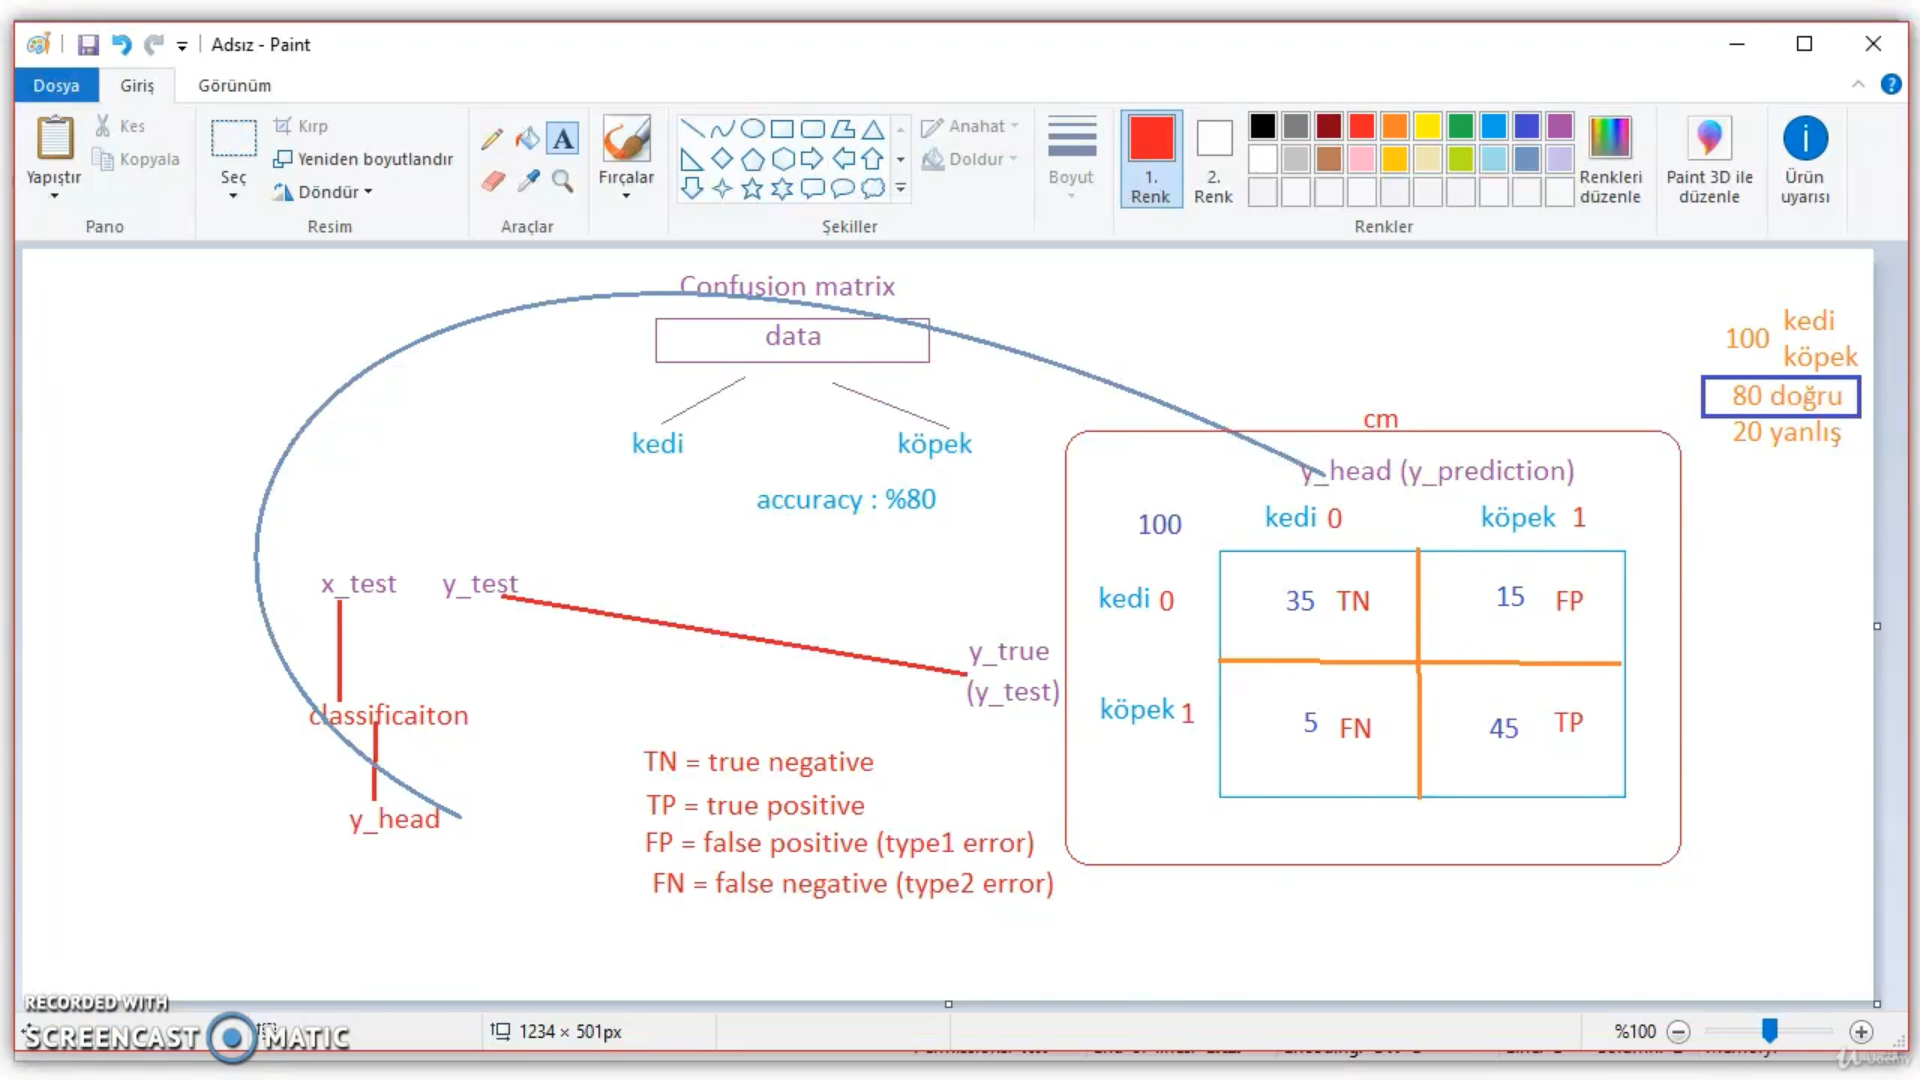 Adsız - Paint
Dosya
Giriş
Görünüm
Yapıştır
Kes
Kopyala
Pano
Seç
Kırp
Yeniden boyutlandır
Döndür
Resim
A
Araçlar
Fırçalar
Şekiller
Anahat
Doldur
Boyut
1.
Renk
2.
Renk
Renkleri
düzenle
Renkler
Paint 3D ile
düzenle
Ürün
uyarısı
Confusion matrix
data
kedi
köpek
accuracy : %80
100
kedi
köpek
80 doğru
20 yanlış
cm
y_head (y_prediction)
100
kedi 0
köpek 1
kedi 0
35 TN
15 FP
köpek 1
5 FN
45 TP
x_test
y_test
y_true
(y_test)
classificaiton
y_head
TN = true negative
TP = true positive
FP = false positive (type1 error)
FN = false negative (type2 error)
RECORDED WITH
SCREENCAST MATIC
1234 × 501px
%100
Udemy